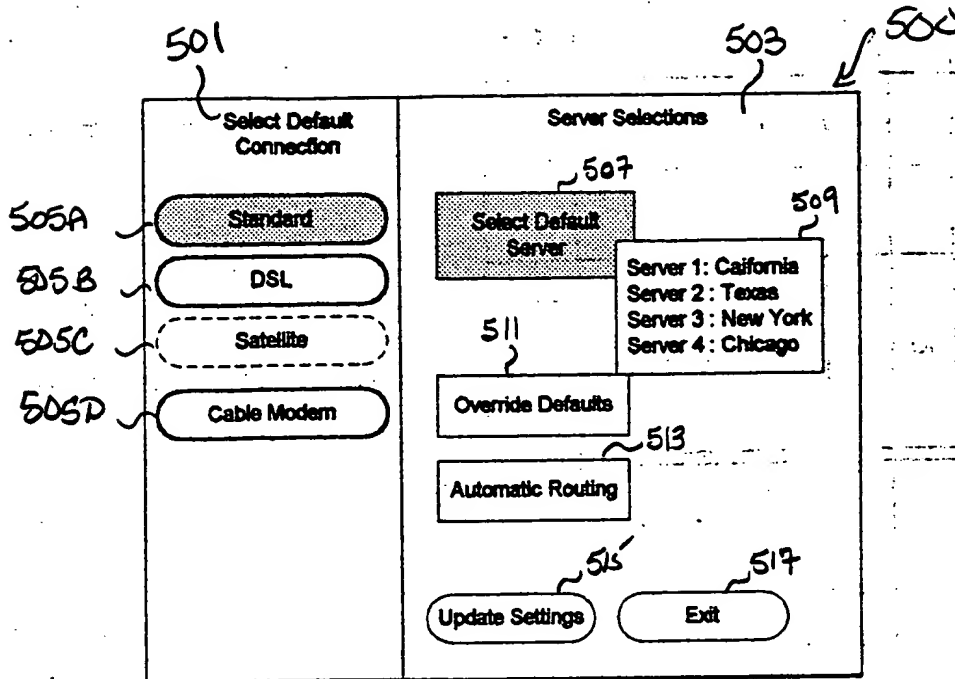 501
503
500
Select Default
Connection
Server Selections
505A
Standard
505B
DSL
505C
Satellite
505D
Cable Modem
507
Select Default
Server
509
Server 1: Caifornia
Server 2 : Texas
Server 3 : New York
Server 4 : Chicago
511
Override Defaults
513
Automatic Routing
515
Update Settings
517
Exit